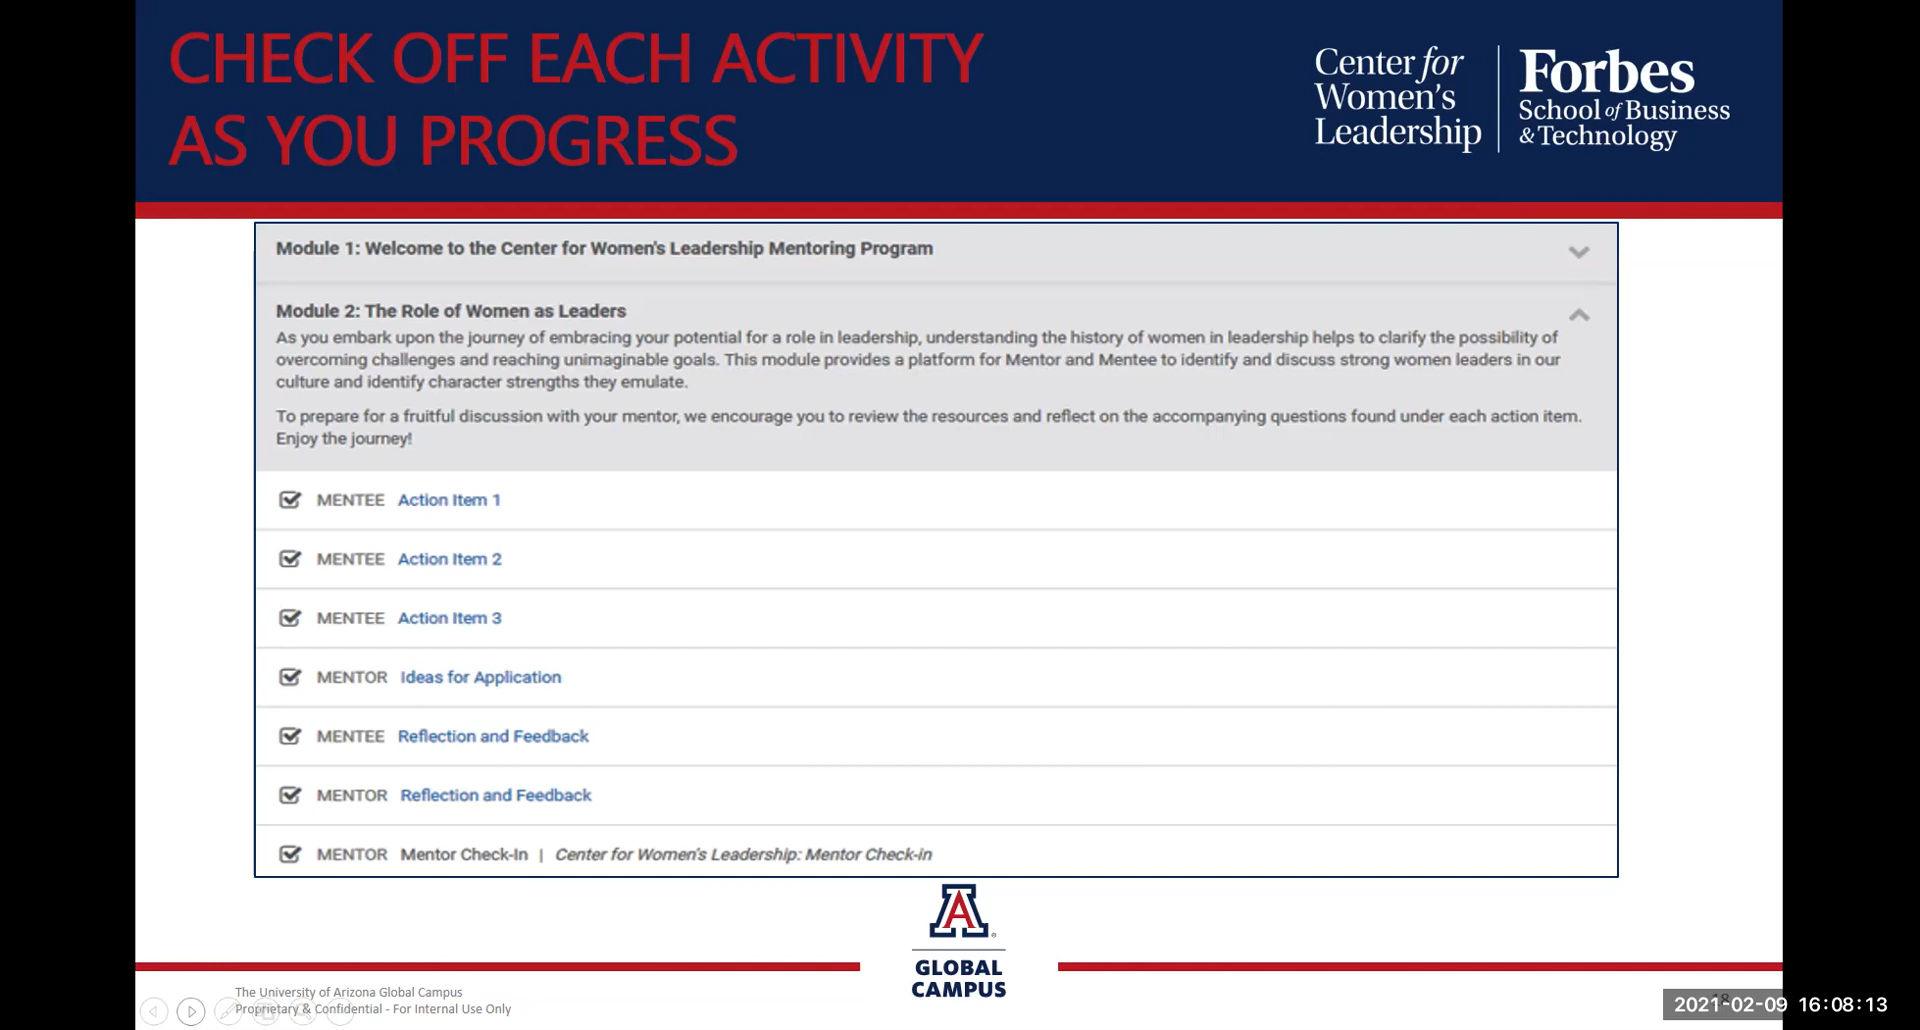 CHECK OFF EACH ACTIVITY
AS YOU PROGRESS
Center for
Women's
Leadership
Forbes
School of Business
& Technology
Module 1: Welcome to the Center for Women's Leadership Mentoring Program
Module 2: The Role of Women as Leaders
As you embark upon the journey of embracing your potential for a role in leadership, understanding the history of women in leadership helps to clarify the possibility of
overcoming challenges and reaching unimaginable goals. This module provides a platform for Mentor and Mentee to identify and discuss strong women leaders in our
culture and identify character strengths they emulate.
To prepare for a fruitful discussion with your mentor, we encourage you to review the resources and reflect on the accompanying questions found under each action item.
Enjoy the journey!
MENTEE Action Item 1
MENTEE Action Item 2
MENTEE Action Item 3
MENTOR Ideas for Application
MENTEE Reflection and Feedback
MENTOR Reflection and Feedback
MENTOR Mentor Check-In | Center for Women's Leadership: Mentor Check-in
A
GLOBAL
CAMPUS
The University of Arizona Global Campus
Proprietary & Confidential - For Internal Use Only
2021-02-09 16:08:13